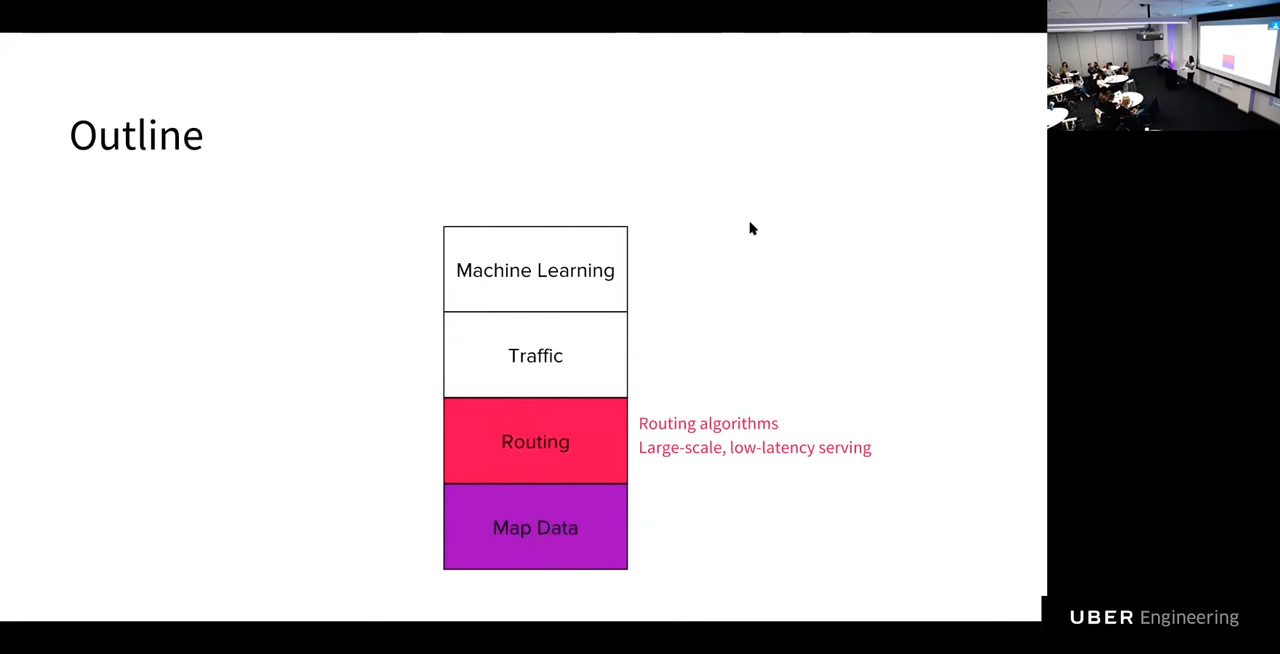 Outline
Machine Learning
Traffic
Routing
Routing algorithms
Large-scale, low-latency serving
Map Data
UBER Engineering